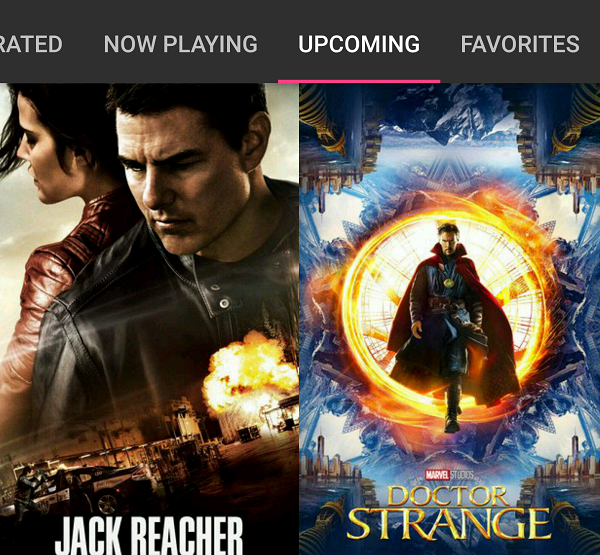 RATED NOW PLAYING UPCOMING FAVORITES
JACK REACHER
MARVEL STUDIOS
DOCTOR
STRANGE